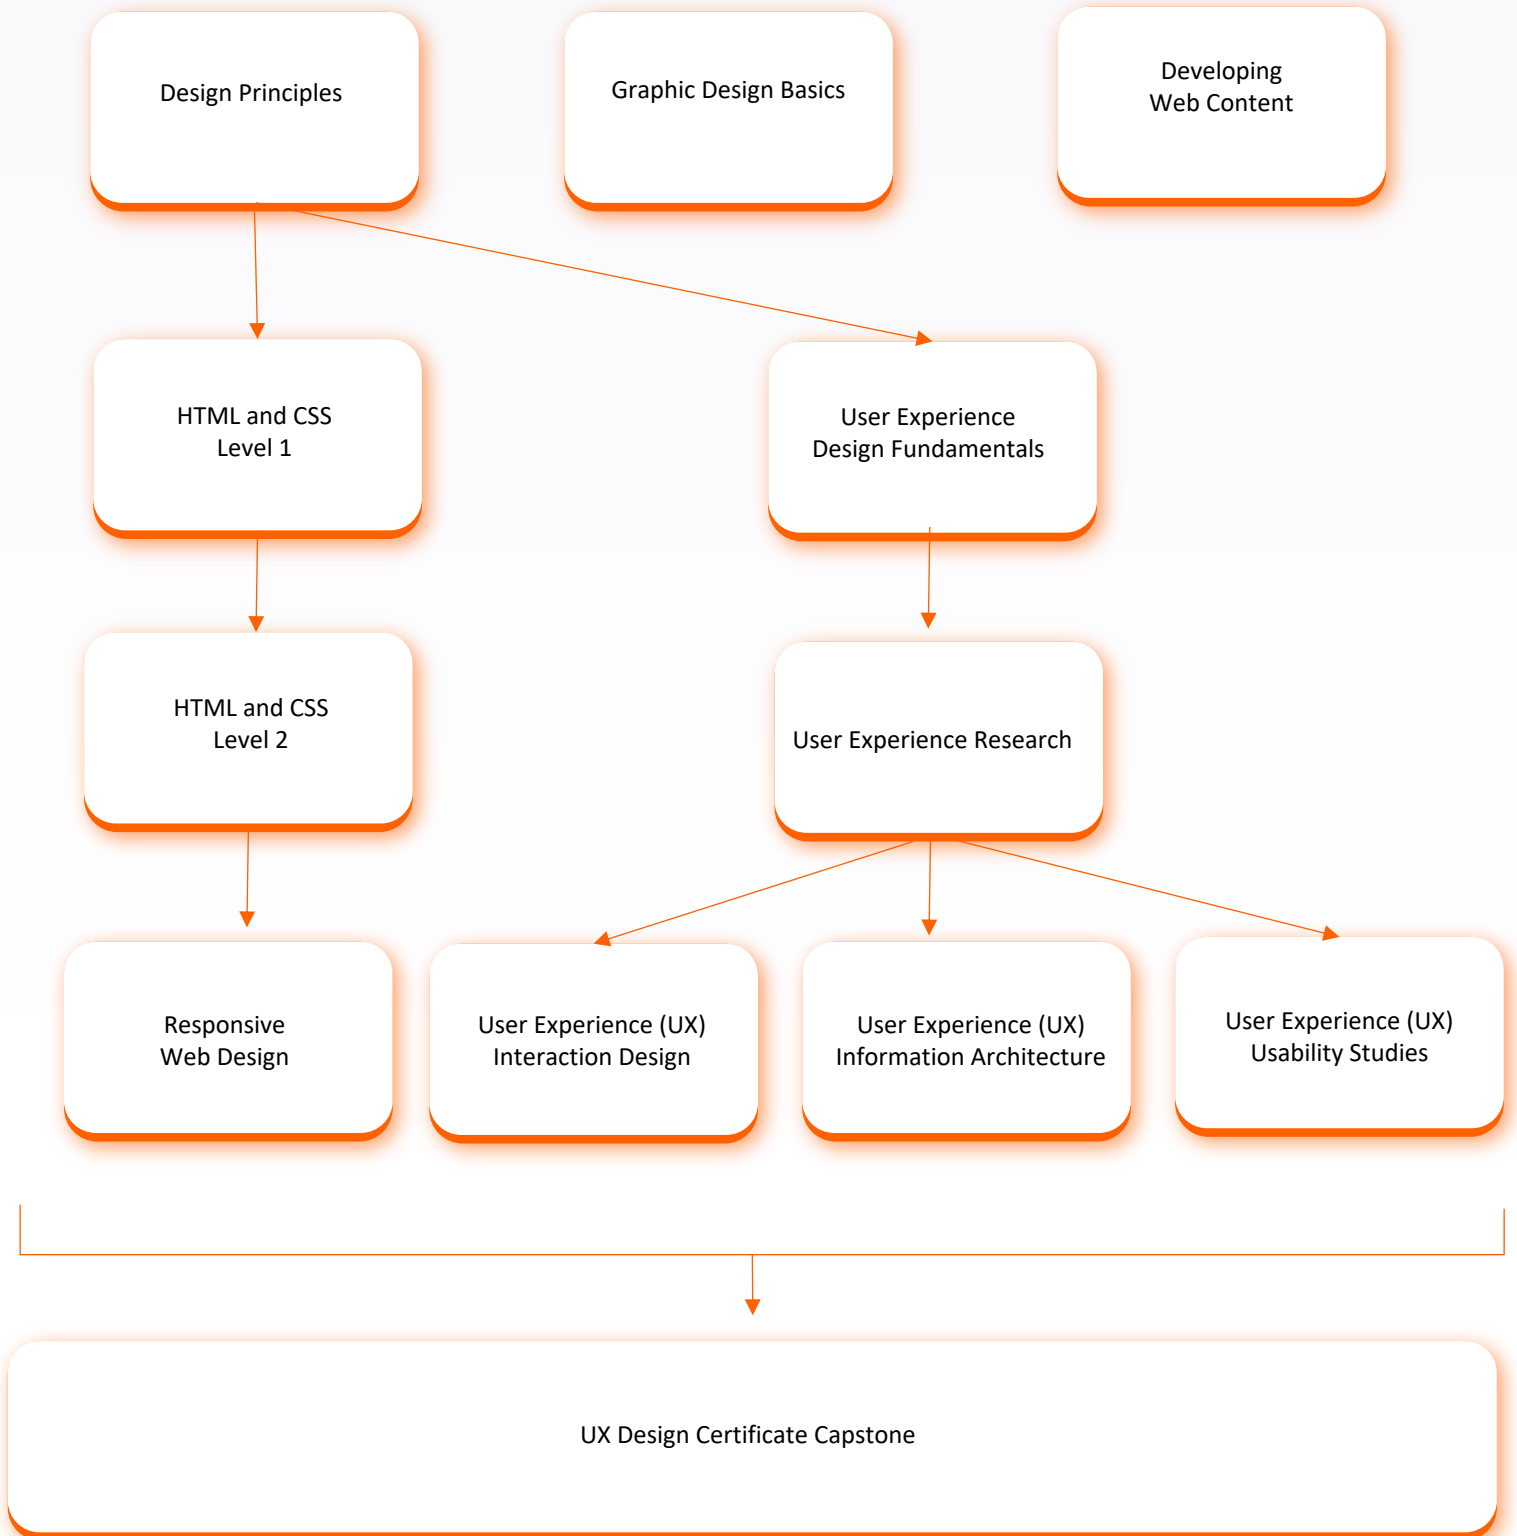 Design Principles
Graphic Design Basics
Developing
Web Content
HTML and CSS
Level 1
User Experience
Design Fundamentals
HTML and CSS
Level 2
User Experience Research
Responsive
Web Design
User Experience (UX)
Interaction Design
User Experience (UX)
Information Architecture
User Experience (UX)
Usability Studies
UX Design Certificate Capstone